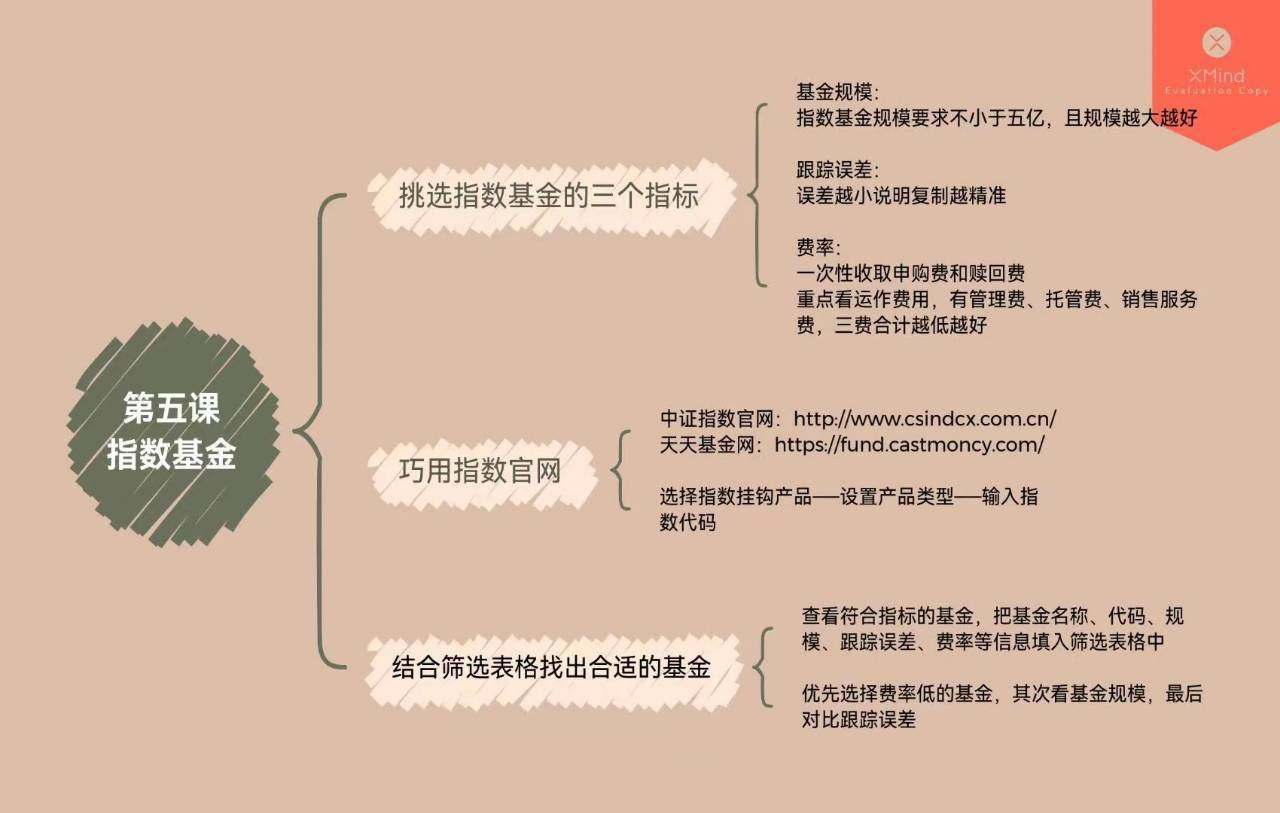 XMind
Evaluation Copy
基金规模：
指数基金规模要求不小于五亿，且规模越大越好
跟踪误差：
误差越小说明复制越精准
挑选指数基金的三个指标
费率：
一次性收取申购费和赎回费
重点看运作费用，有管理费、托管费、销售服务
费，三费合计越低越好
第五课
指数基金
巧用指数官网
中证指数官网：http://www.csindcx.com.cn/
天天基金网：https://fund.castmoncy.com/
选择指数挂钩产品——设置产品类型——输入指
数代码
结合筛选表格找出合适的基金
查看符合指标的基金，把基金名称、代码、规
模、跟踪误差、费率等信息填入筛选表格中
优先选择费率低的基金，其次看基金规模，最后
对比跟踪误差